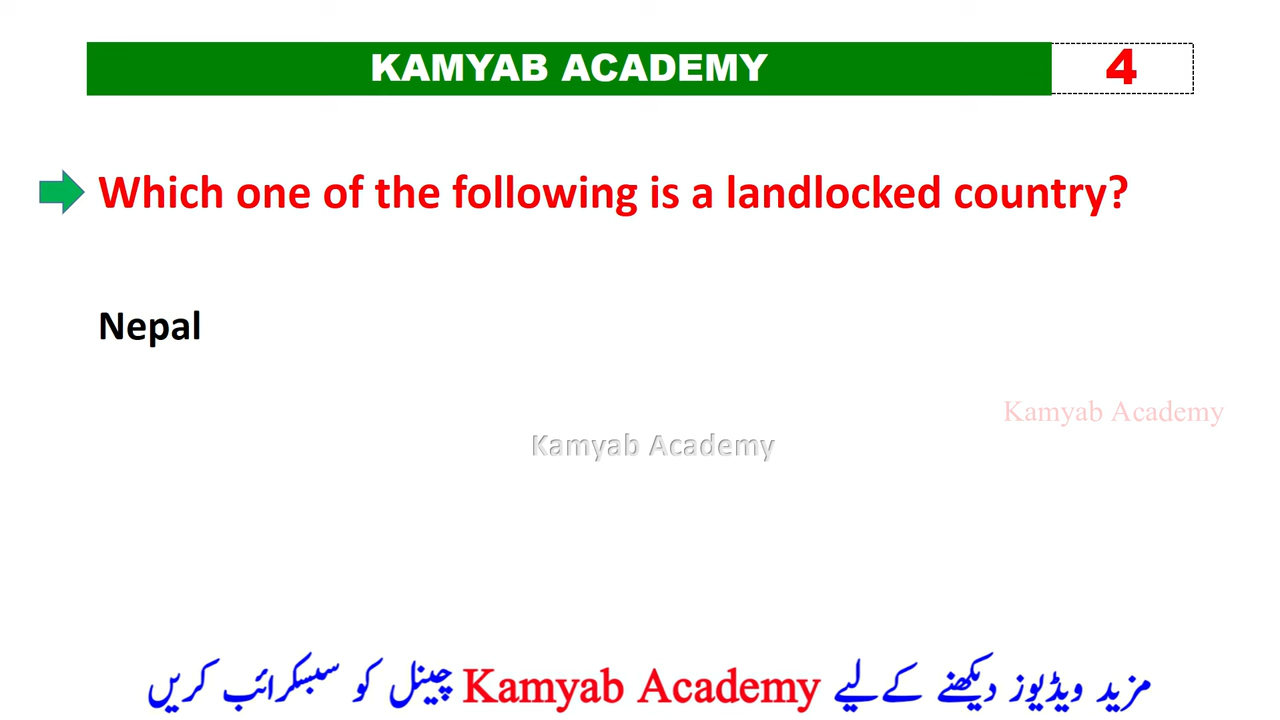 KAMYAB ACADEMY
4
Which one of the following is a landlocked country?
Nepal
Kamyab Academy
Kamyab Academy
مزید ویڈیوز دیکھنے کے لیے Kamyab Academy چینل کو سبسکرائب کریں